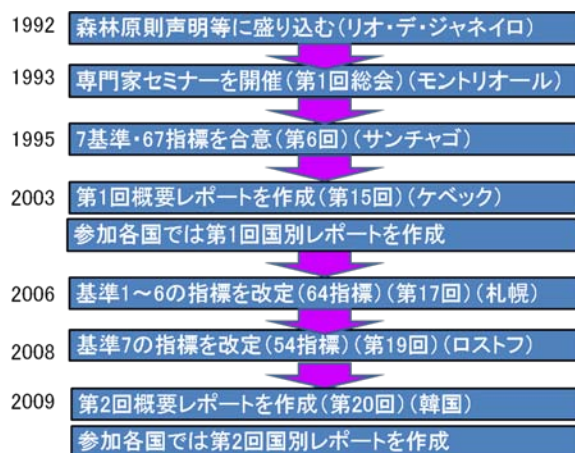 1992 森林原則声明等に盛り込む(リオ・デ・ジャネイロ)
1993 専門家セミナーを開催(第1回総会)(モントリオール)
1995 7基準・67指標を合意(第6回)(サンチャゴ)
2003 第1回概要レポートを作成(第15回)(ケベック)
参加各国では第1回国別レポートを作成
2006 基準1～6の指標を改定(64指標)(第17回)(札幌)
2008 基準7の指標を改定(54指標)(第19回)(ロストフ)
2009 第2回概要レポートを作成(第20回)(韓国)
参加各国では第2回国別レポートを作成